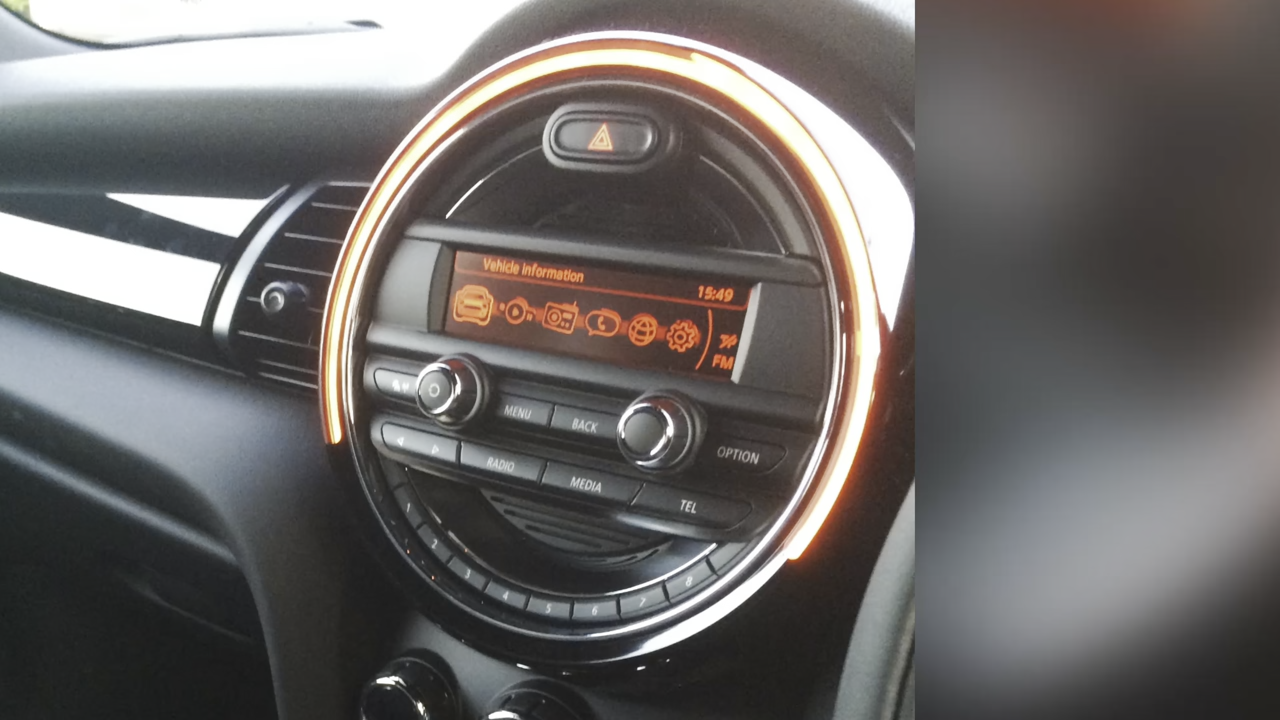 Vehicle information
15:49
FM
MENU
BACK
OPTION
RADIO
MEDIA
TEL
1
2
3
4
5
6
7
8